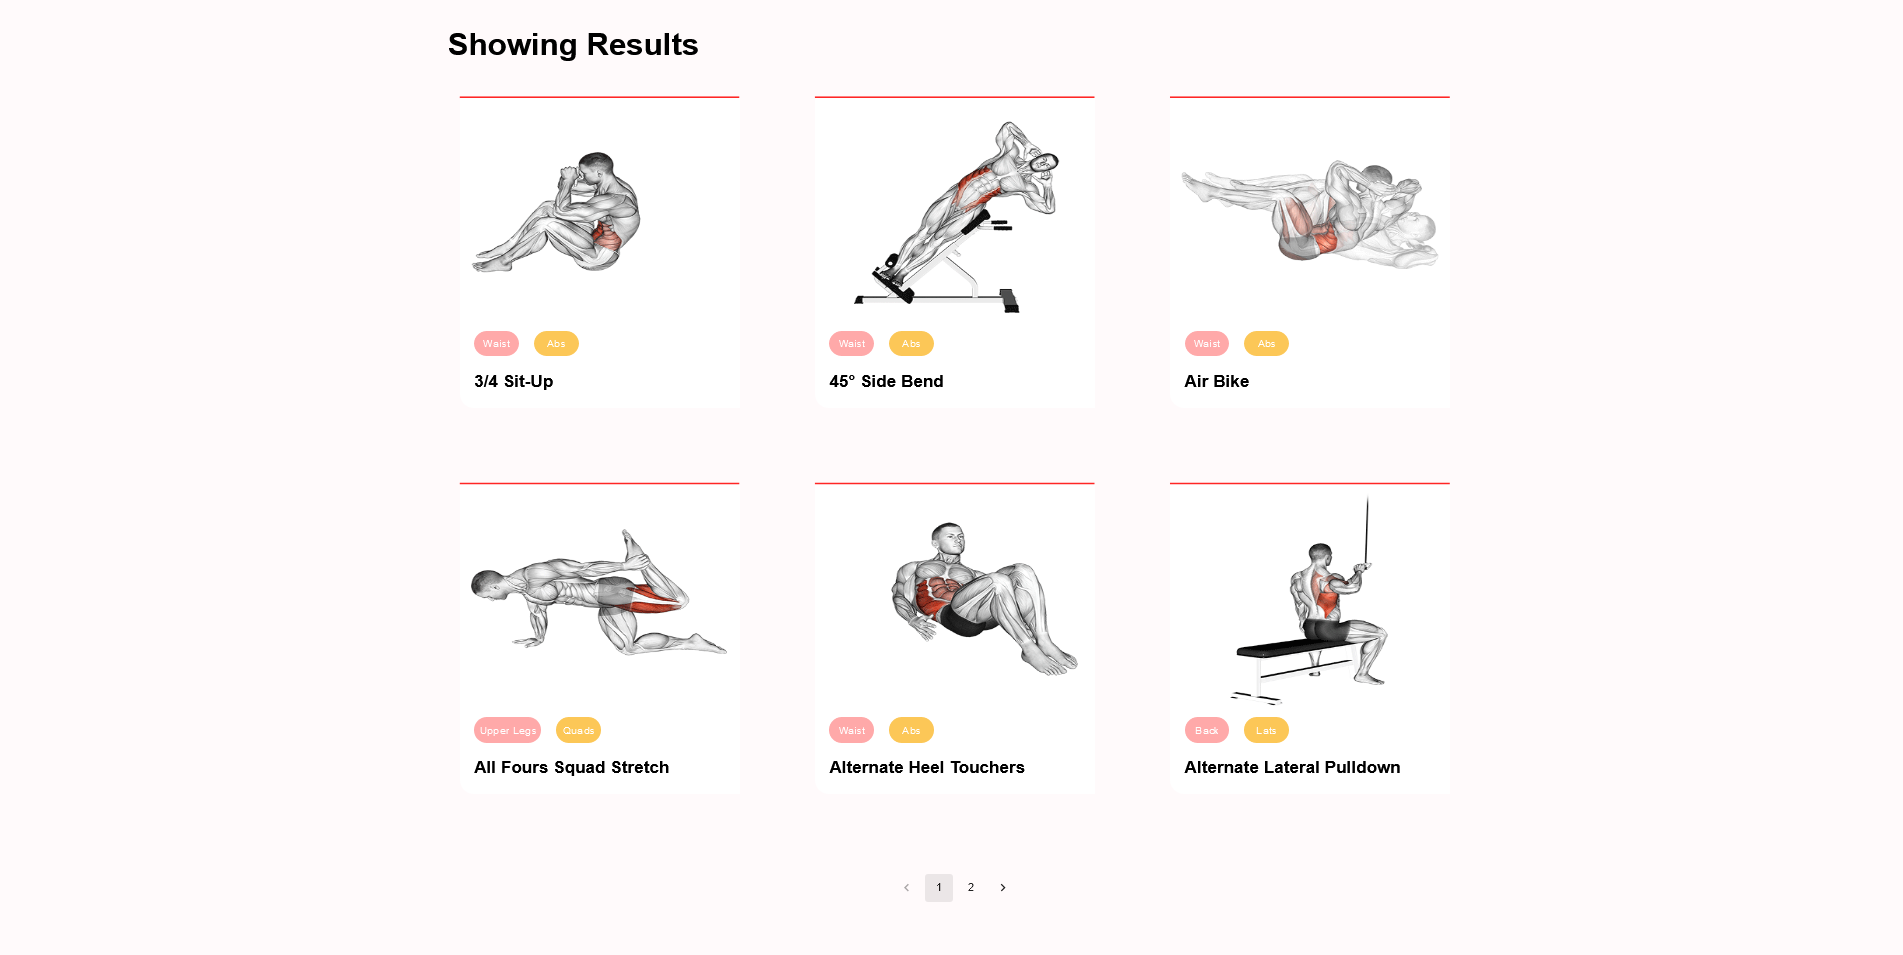 Showing Results
Waist Abs
3/4 Sit-Up
Waist Abs
45° Side Bend
Waist Abs
Air Bike
Upper Legs Quads
All Fours Squad Stretch
Waist Abs
Alternate Heel Touchers
Back Lats
Alternate Lateral Pulldown
1 2